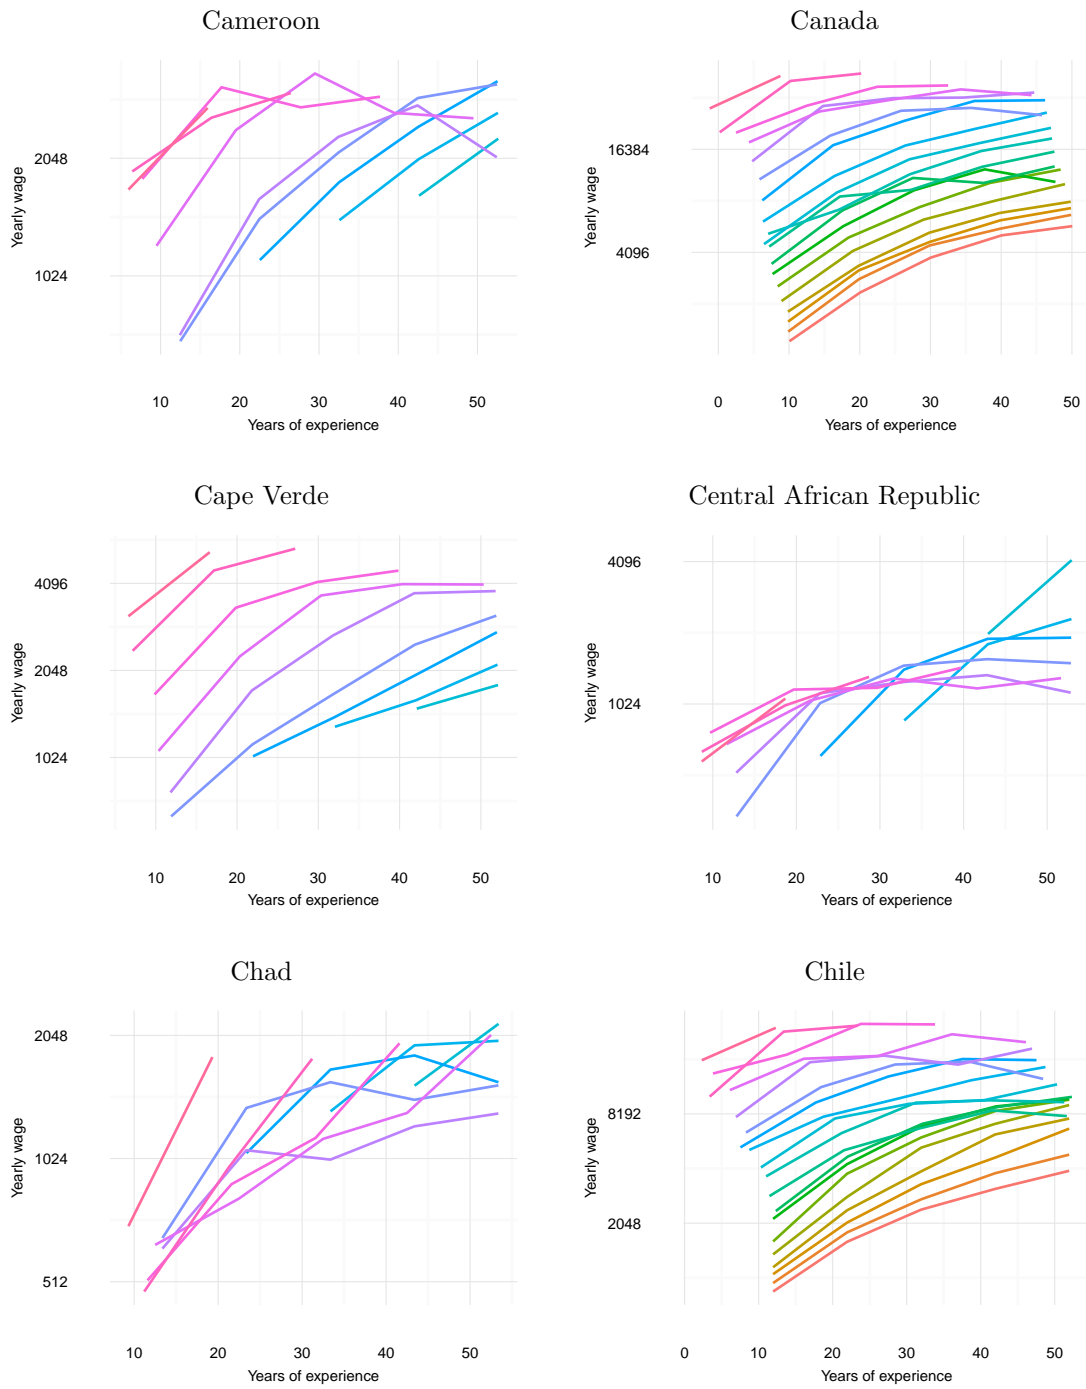 Cameroon
Yearly wage
2048
1024
10 20 30 40 50
Years of experience
Canada
Yearly wage
16384
4096
0 10 20 30 40 50
Years of experience
Cape Verde
Yearly wage
4096
2048
1024
10 20 30 40 50
Years of experience
Central African Republic
Yearly wage
4096
1024
10 20 30 40 50
Years of experience
Chad
Yearly wage
2048
1024
512
10 20 30 40 50
Years of experience
Chile
Yearly wage
8192
2048
0 10 20 30 40 50
Years of experience